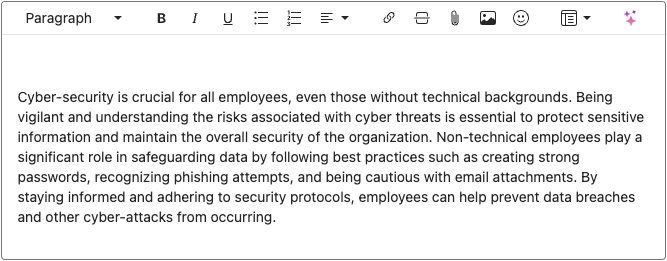 Paragraph B I U
Cyber-security is crucial for all employees, even those without technical backgrounds. Being
vigilant and understanding the risks associated with cyber threats is essential to protect sensitive
information and maintain the overall security of the organization. Non-technical employees play a
significant role in safeguarding data by following best practices such as creating strong
passwords, recognizing phishing attempts, and being cautious with email attachments. By
staying informed and adhering to security protocols, employees can help prevent data breaches
and other cyber-attacks from occurring.